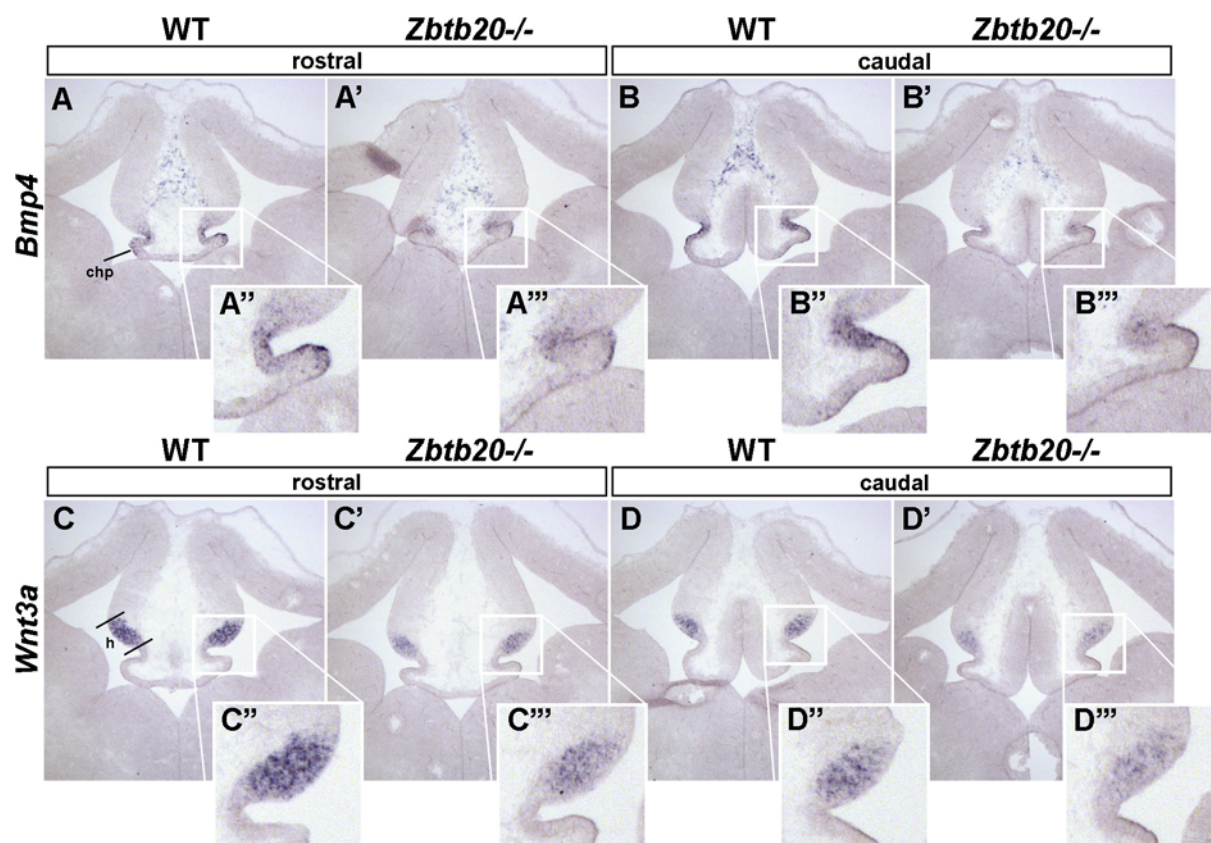 WT Zbtb20-/- WT Zbtb20-/-
rostral caudal
Bmp4
A A' B B'
chp
A'' A''' B'' B'''
WT Zbtb20-/- WT Zbtb20-/-
rostral caudal
Wnt3a
C C' D D'
h
C'' C''' D'' D'''